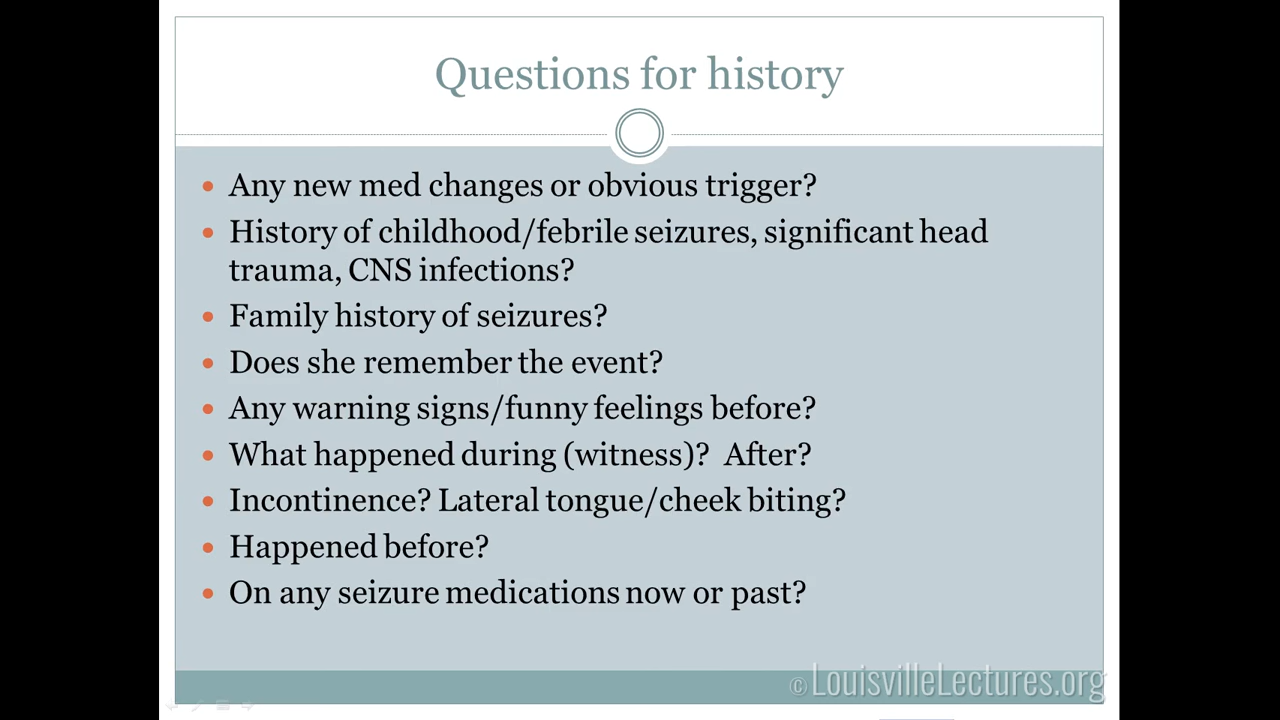 Questions for history
• Any new med changes or obvious trigger?
• History of childhood/febrile seizures, significant head
trauma, CNS infections?
• Family history of seizures?
• Does she remember the event?
• Any warning signs/funny feelings before?
• What happened during (witness)?  After?
• Incontinence? Lateral tongue/cheek biting?
• Happened before?
• On any seizure medications now or past?
© LouisvilleLectures.org